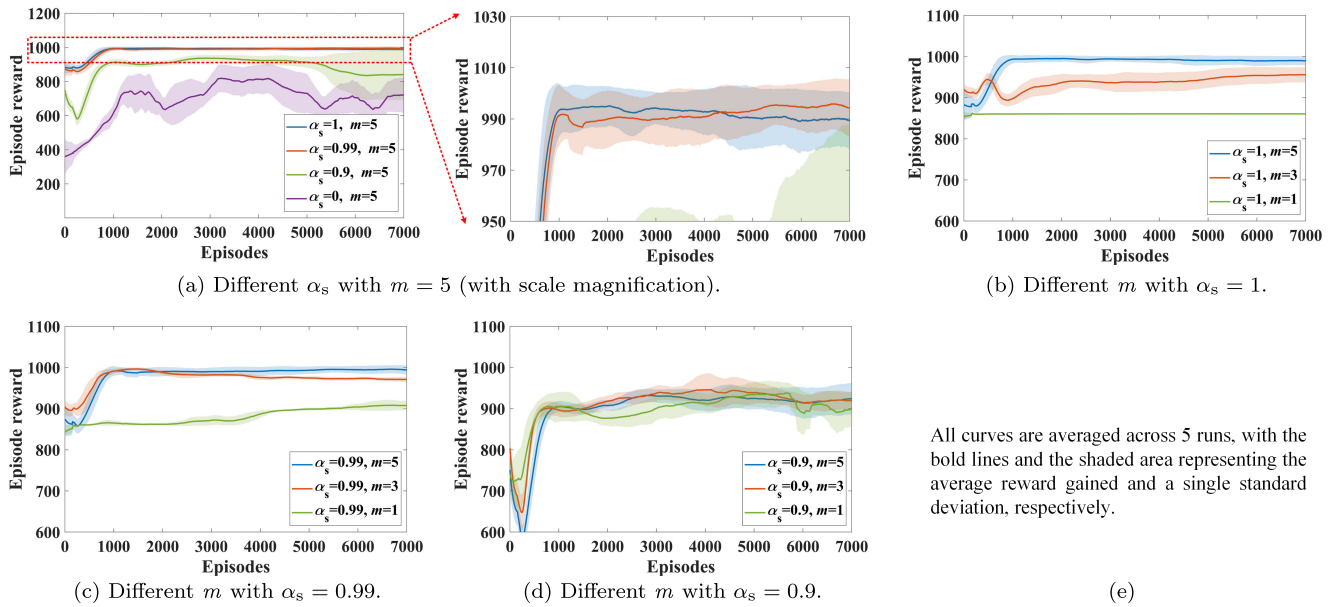 1200
1000
800
600
400
200
0 1000 2000 3000 4000 5000 6000 7000
Episode reward
Episodes
αs=1, m=5
αs=0.99, m=5
αs=0.9, m=5
αs=0, m=5
1030
1016
1003
990
976
963
950
0 1000 2000 3000 4000 5000 6000 7000
Episode reward
Episodes
(a) Different αs with m = 5 (with scale magnification).
1100
1000
900
800
700
600
0 1000 2000 3000 4000 5000 6000 7000
Episode reward
Episodes
αs=1, m=5
αs=1, m=3
αs=1, m=1
(b) Different m with αs = 1.
1100
1000
900
800
700
600
0 1000 2000 3000 4000 5000 6000 7000
Episode reward
Episodes
αs=0.99, m=5
αs=0.99, m=3
αs=0.99, m=1
(c) Different m with αs = 0.99.
1100
1000
900
800
700
600
0 1000 2000 3000 4000 5000 6000 7000
Episode reward
Episodes
αs=0.9, m=5
αs=0.9, m=3
αs=0.9, m=1
(d) Different m with αs = 0.9.
All curves are averaged across 5 runs, with the
bold lines and the shaded area representing the
average reward gained and a single standard
deviation, respectively.
(e)